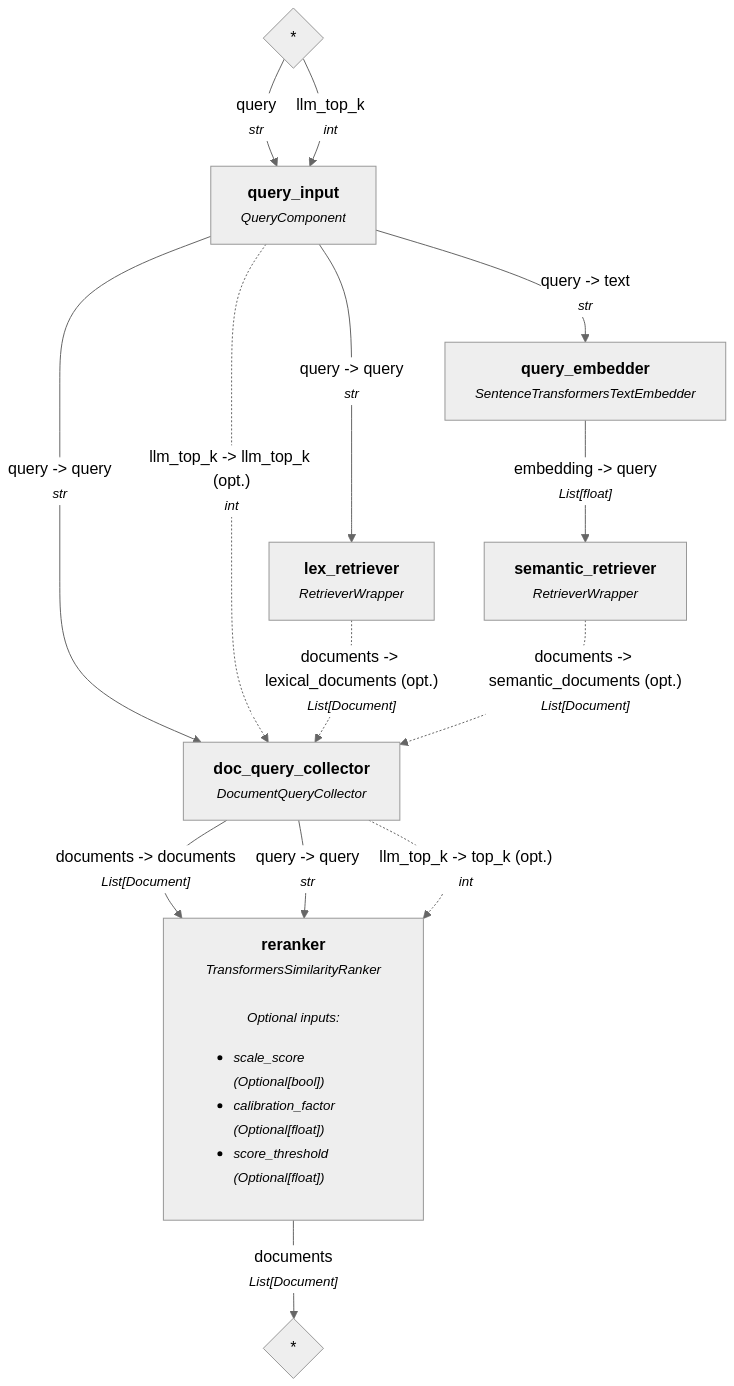 *
query
str
llm_top_k
int
query_input
QueryComponent
query -> text
str
query_embedder
SentenceTransformersTextEmbedder
query -> query
str
llm_top_k -> llm_top_k
(opt.)
int
query -> query
str
embedding -> query
List[float]
lex_retriever
RetrieverWrapper
semantic_retriever
RetrieverWrapper
documents ->
lexical_documents (opt.)
List[Document]
documents ->
semantic_documents (opt.)
List[Document]
doc_query_collector
DocumentQueryCollector
documents -> documents
List[Document]
query -> query
str
llm_top_k -> top_k (opt.)
int
reranker
TransformersSimilarityRanker
Optional inputs:
• scale_score
(Optional[bool])
• calibration_factor
(Optional[float])
• score_threshold
(Optional[float])
documents
List[Document]
*